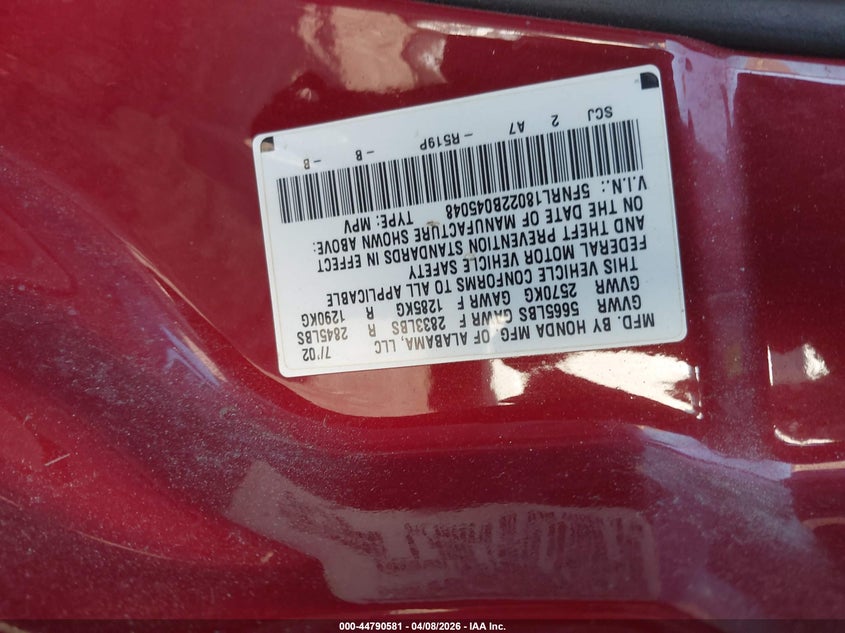 MFD. BY HONDA MFG. OF ALABAMA, LLC 7/'02
GVWR 5665LBS GAWR F 2833LBS R 2845LBS
GVWR 2570KG GAWR F 1285KG R 1290KG
THIS VEHICLE CONFORMS TO ALL APPLICABLE
FEDERAL MOTOR VEHICLE SAFETY
AND THEFT PREVENTION STANDARDS IN EFFECT
ON THE DATE OF MANUFACTURE SHOWN ABOVE.
V.I.N.: 5FNRL18022B045048 TYPE: MPV
SCJ 2 A7 -R519P -B -B
000-44790581 - 04/08/2026 - IAA Inc.